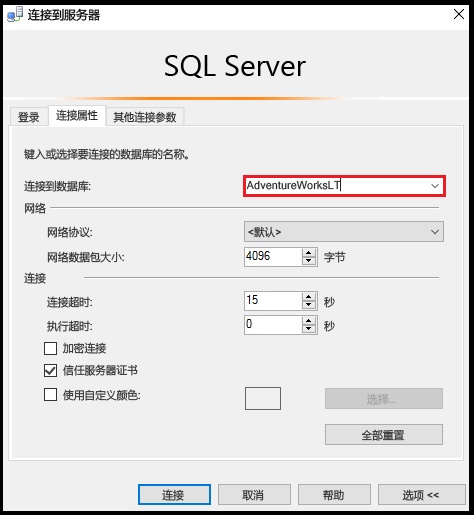 连接到服务器
SQL Server
登录 连接属性 其他连接参数
键入或选择要连接的数据库的名称。
连接到数据库: AdventureWorksLT
网络
网络协议: <默认>
网络数据包大小: 4096 字节
连接
连接超时: 15 秒
执行超时: 0 秒
加密连接
信任服务器证书
使用自定义颜色: 选择...
全部重置
连接 取消 帮助 选项 <<